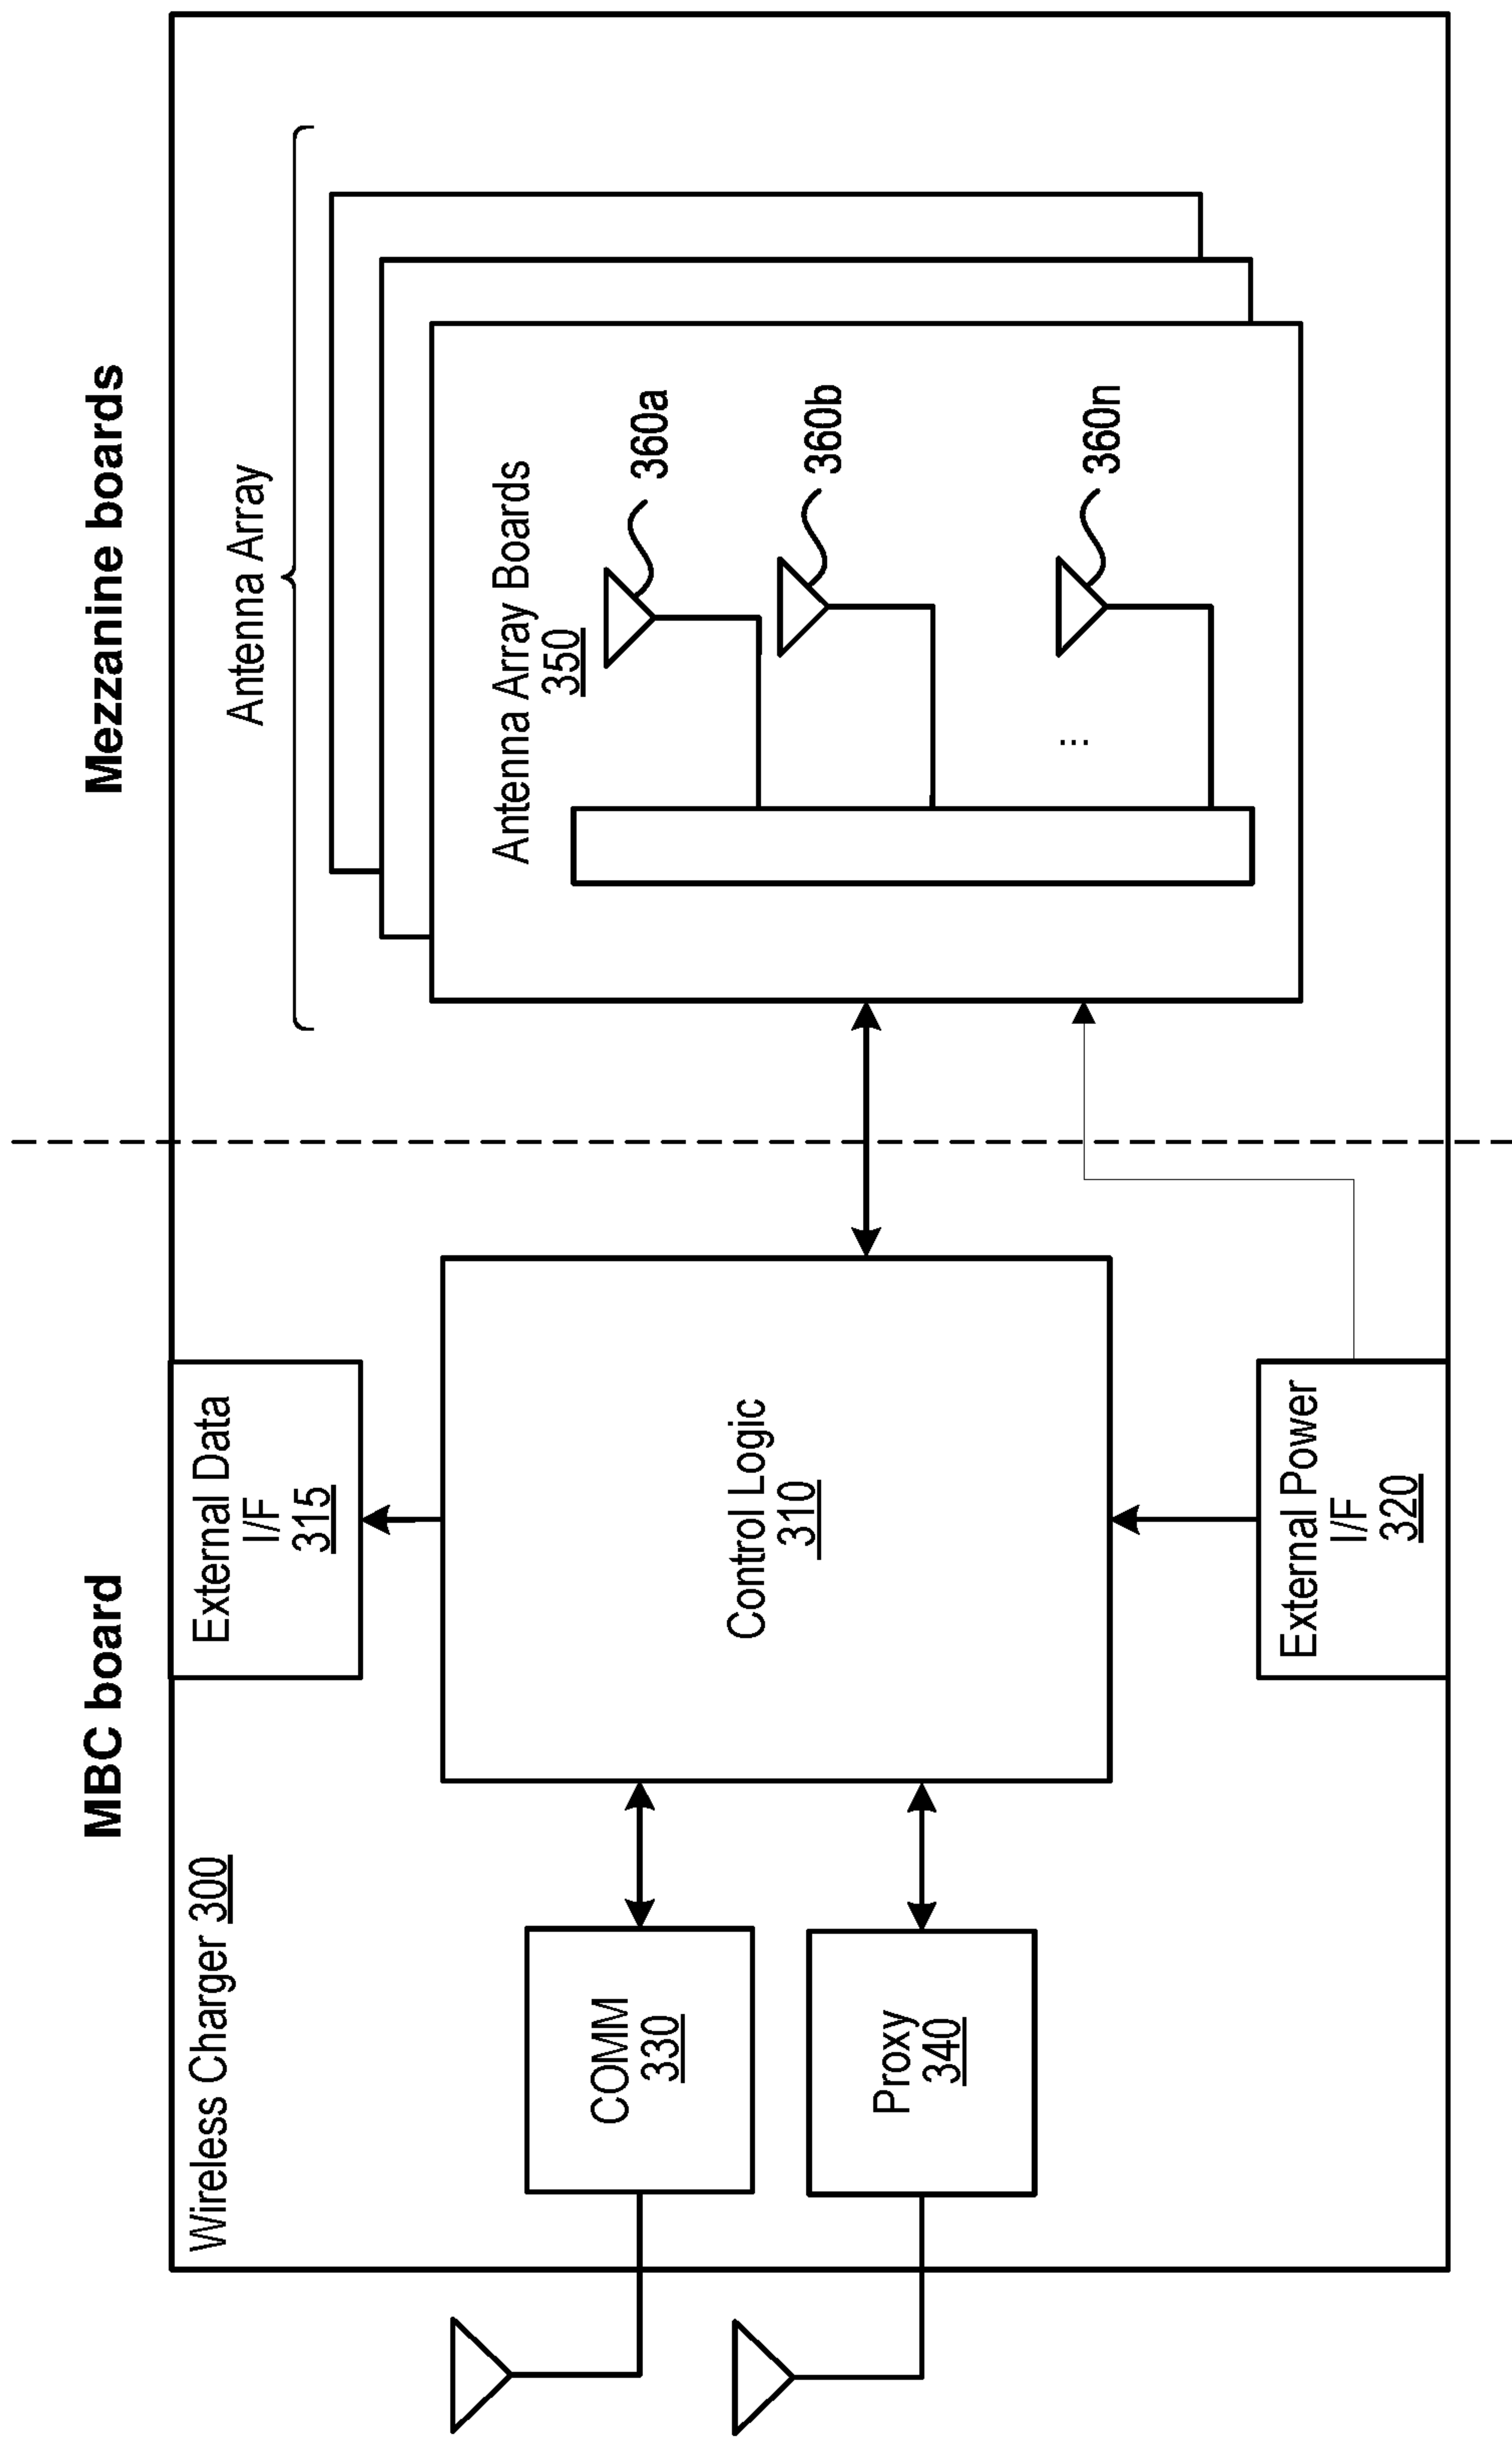 MBC board
Mezzanine boards
Wireless Charger 300
External Data
I/F
315
Antenna Array
COMM
330
Proxy
340
Control Logic
310
External Power
I/F
320
Antenna Array Boards
350
360a
360b
...
360n